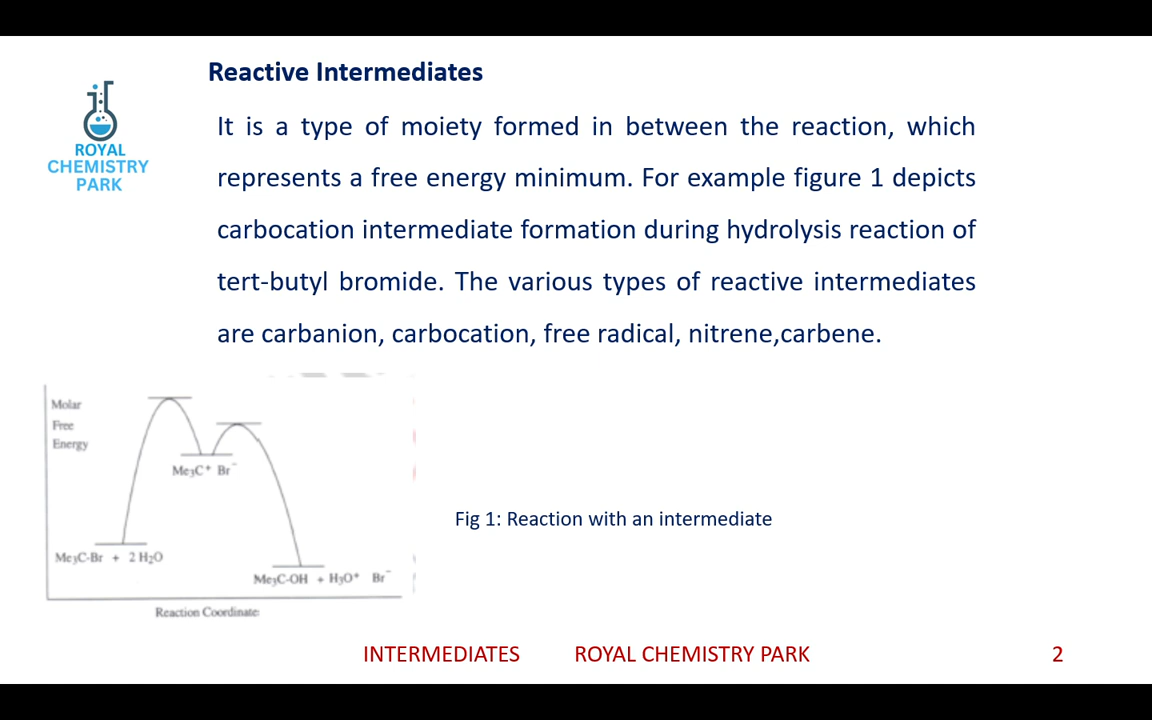 Reactive Intermediates
ROYAL
CHEMISTRY
PARK
It is a type of moiety formed in between the reaction, which
represents a free energy minimum. For example figure 1 depicts
carbocation intermediate formation during hydrolysis reaction of
tert-butyl bromide. The various types of reactive intermediates
are carbanion, carbocation, free radical, nitrene,carbene.
Molar
Free
Energy
Me₃C⁺ Br⁻
Me₃C-Br + 2 H₂O
Me₃C-OH + H₃O⁺ Br⁻
Reaction Coordinate
Fig 1: Reaction with an intermediate
INTERMEDIATES ROYAL CHEMISTRY PARK 2